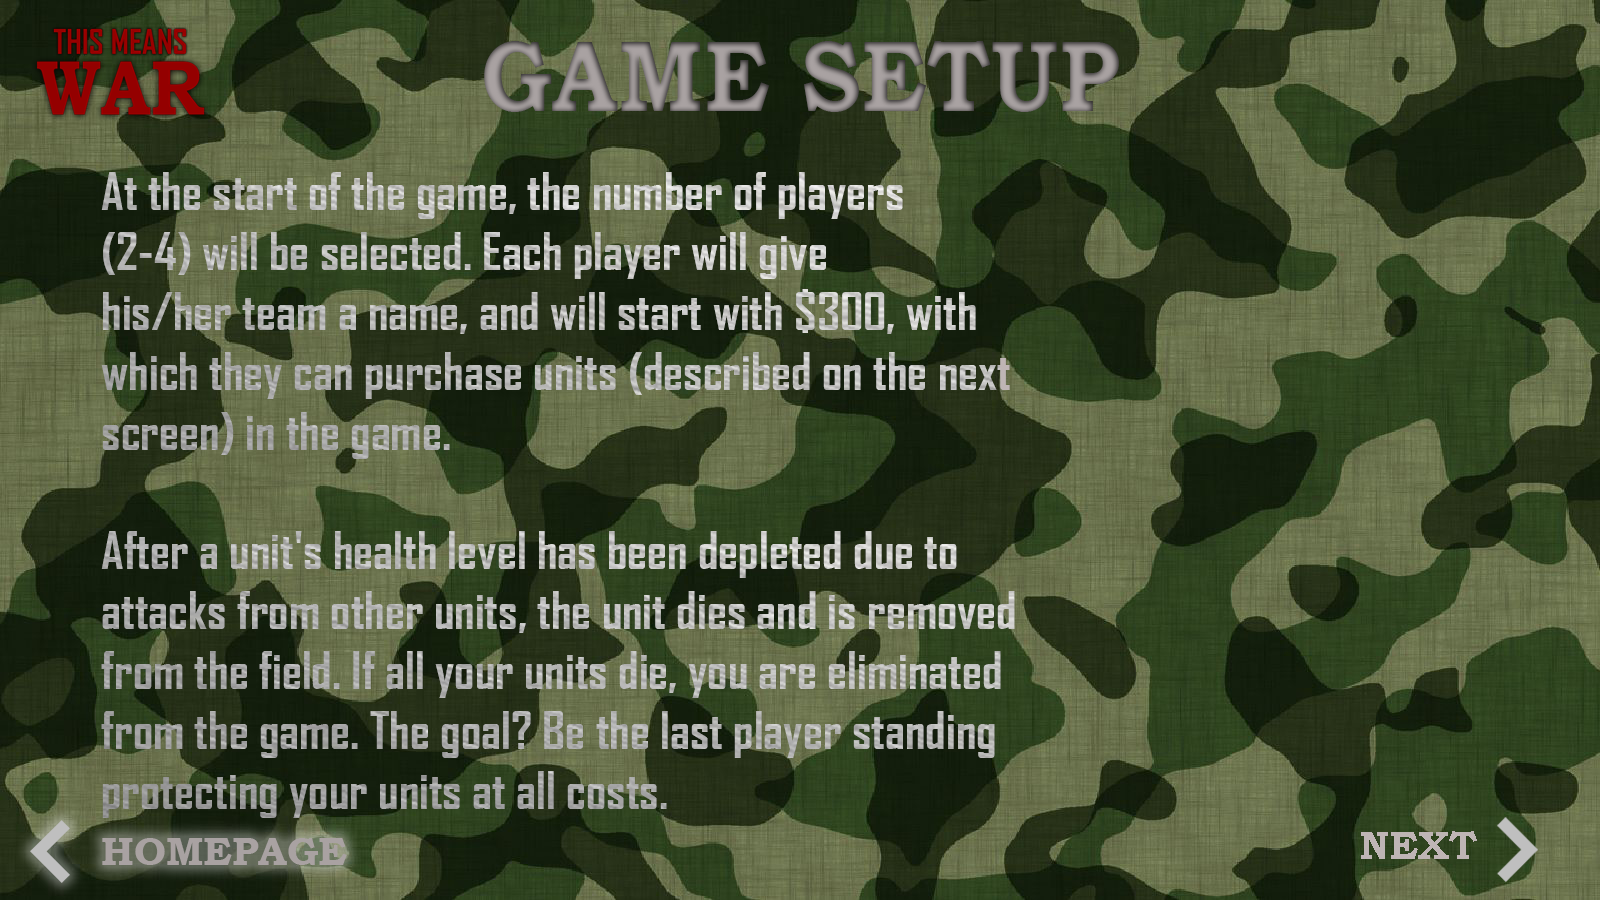 THIS MEANS
WAR
GAME SETUP
At the start of the game, the number of players
(2-4) will be selected. Each player will give
his/her team a name, and will start with $300, with
which they can purchase units (described on the next
screen) in the game.
After a unit's health level has been depleted due to
attacks from other units, the unit dies and is removed
from the field. If all your units die, you are eliminated
from the game. The goal? Be the last player standing
protecting your units at all costs.
HOMEPAGE
NEXT